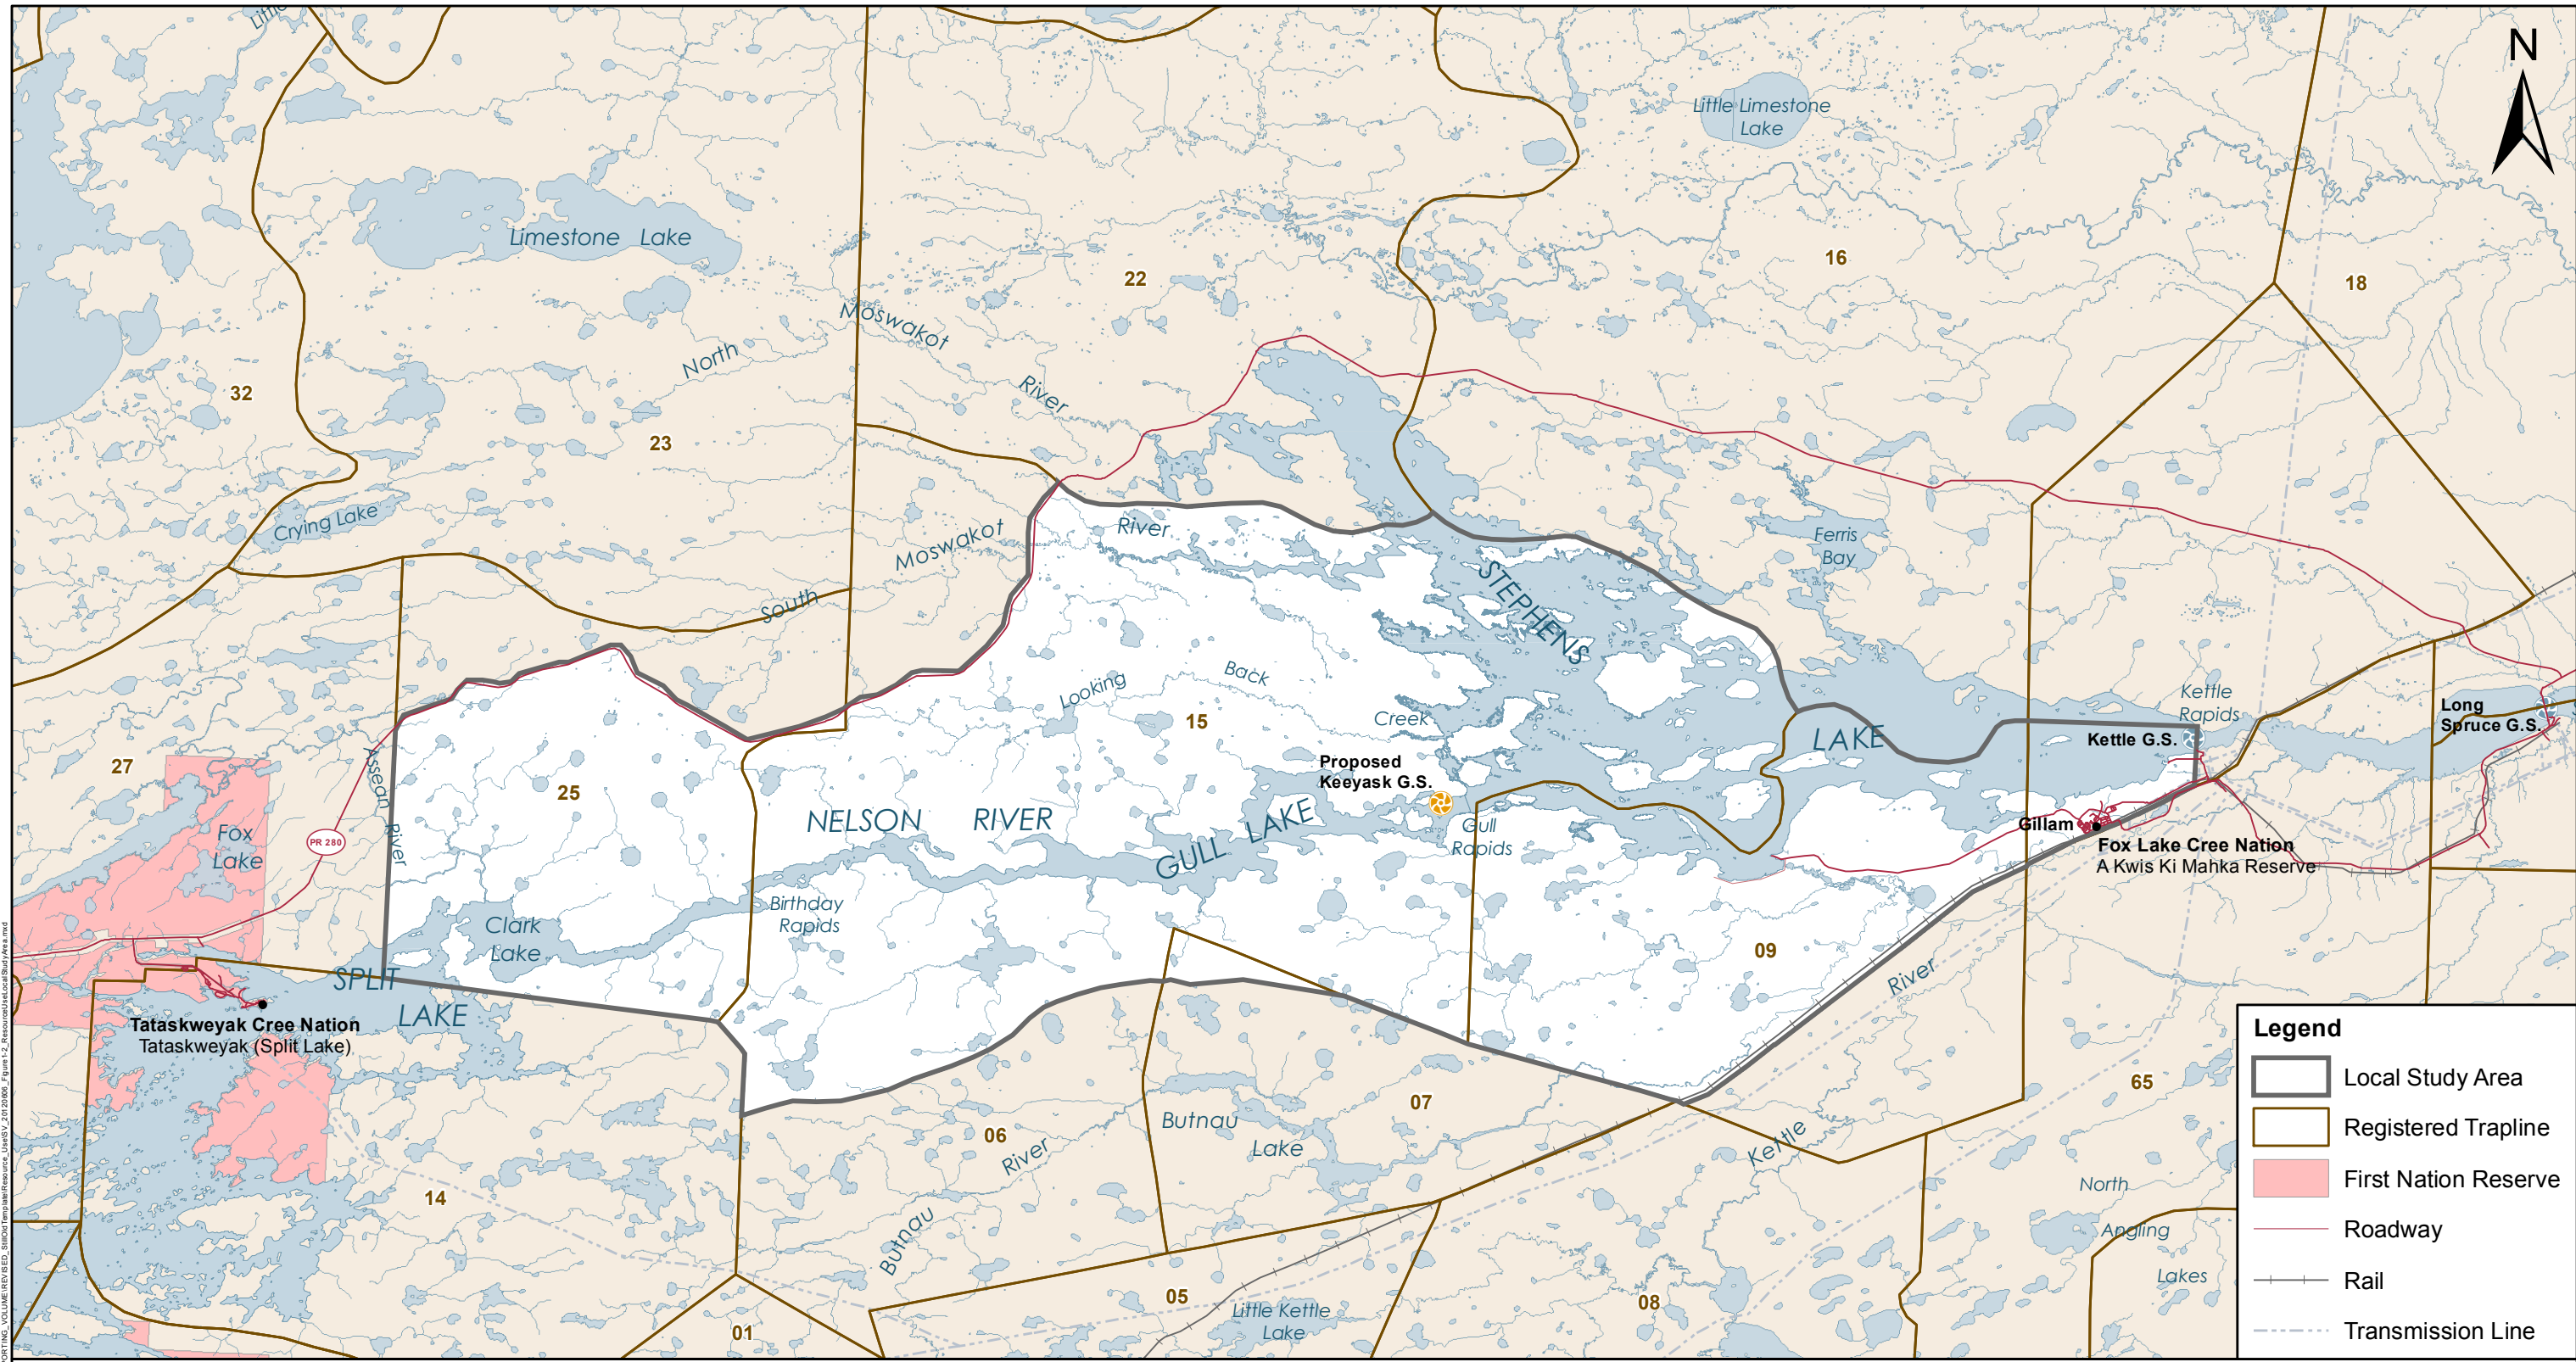 Little
N
Little Limestone
Lake
Limestone Lake
22
16
18
Moswakot
River
North
32
23
Crying Lake
Moswakot
River
South
STEPHENS
LAKE
Ferris
Bay
Looking
Back
Creek
15
Kettle
Rapids
Kettle G.S.
Long
Spruce G.S.
27
Assean
River
25
Fox
Lake
PR 280
Proposed
Keeyask G.S.
NELSON RIVER
GULL LAKE
Gull
Rapids
Gillam
Fox Lake Cree Nation
A Kwis Ki Mahka Reserve
Birthday
Rapids
Clark
Lake
SPLIT
LAKE
09
River
Kettle
Tataskweyak Cree Nation
Tataskweyak (Split Lake)
14
06
Butnau
River
Butnau
Lake
07
65
North
Angling
Lakes
05
Little Kettle
Lake
08
01
Legend
Local Study Area
Registered Trapline
First Nation Reserve
Roadway
Rail
Transmission Line